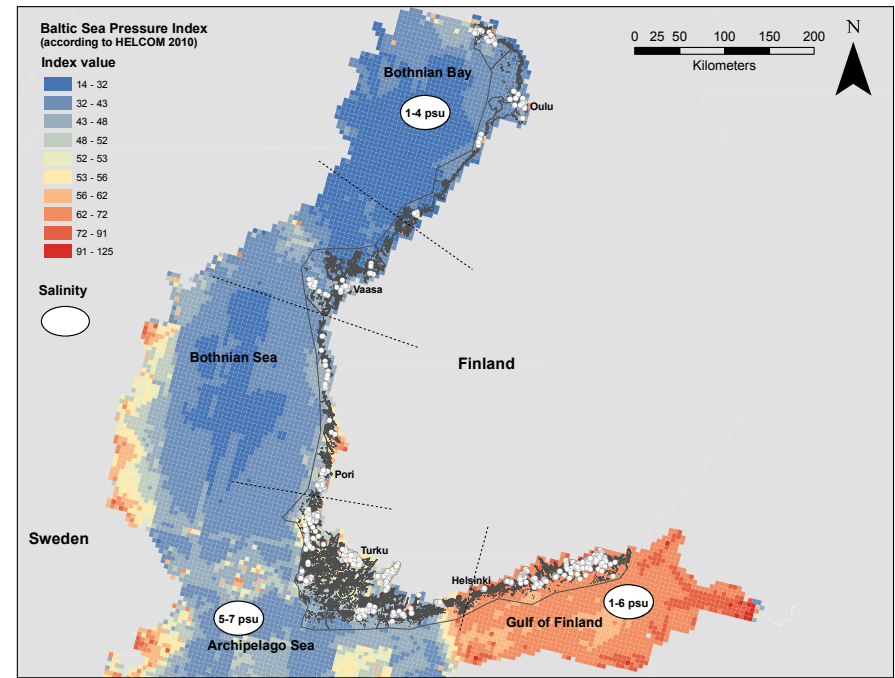 Baltic Sea Pressure Index
(according to HELCOM 2010)
Index value
14 - 32
32 - 43
43 - 48
48 - 52
52 - 53
53 - 56
56 - 62
62 - 72
72 - 91
91 - 125
Salinity
0 25 50 100 150 200
Kilometers
N
Bothnian Bay
1-4 psu
Oulu
Vaasa
Bothnian Sea
Finland
Pori
Sweden
Turku
Helsinki
1-6 psu
5-7 psu
Gulf of Finland
Archipelago Sea